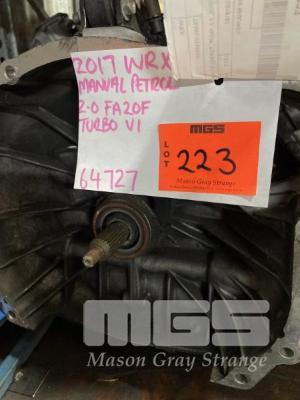 2017 WRX
MANUAL PETROL
2.0 FA20F
TURBO V1
64727
MGS
LOT
223
Mason Gray Strange
MGS
Mason Gray Strange